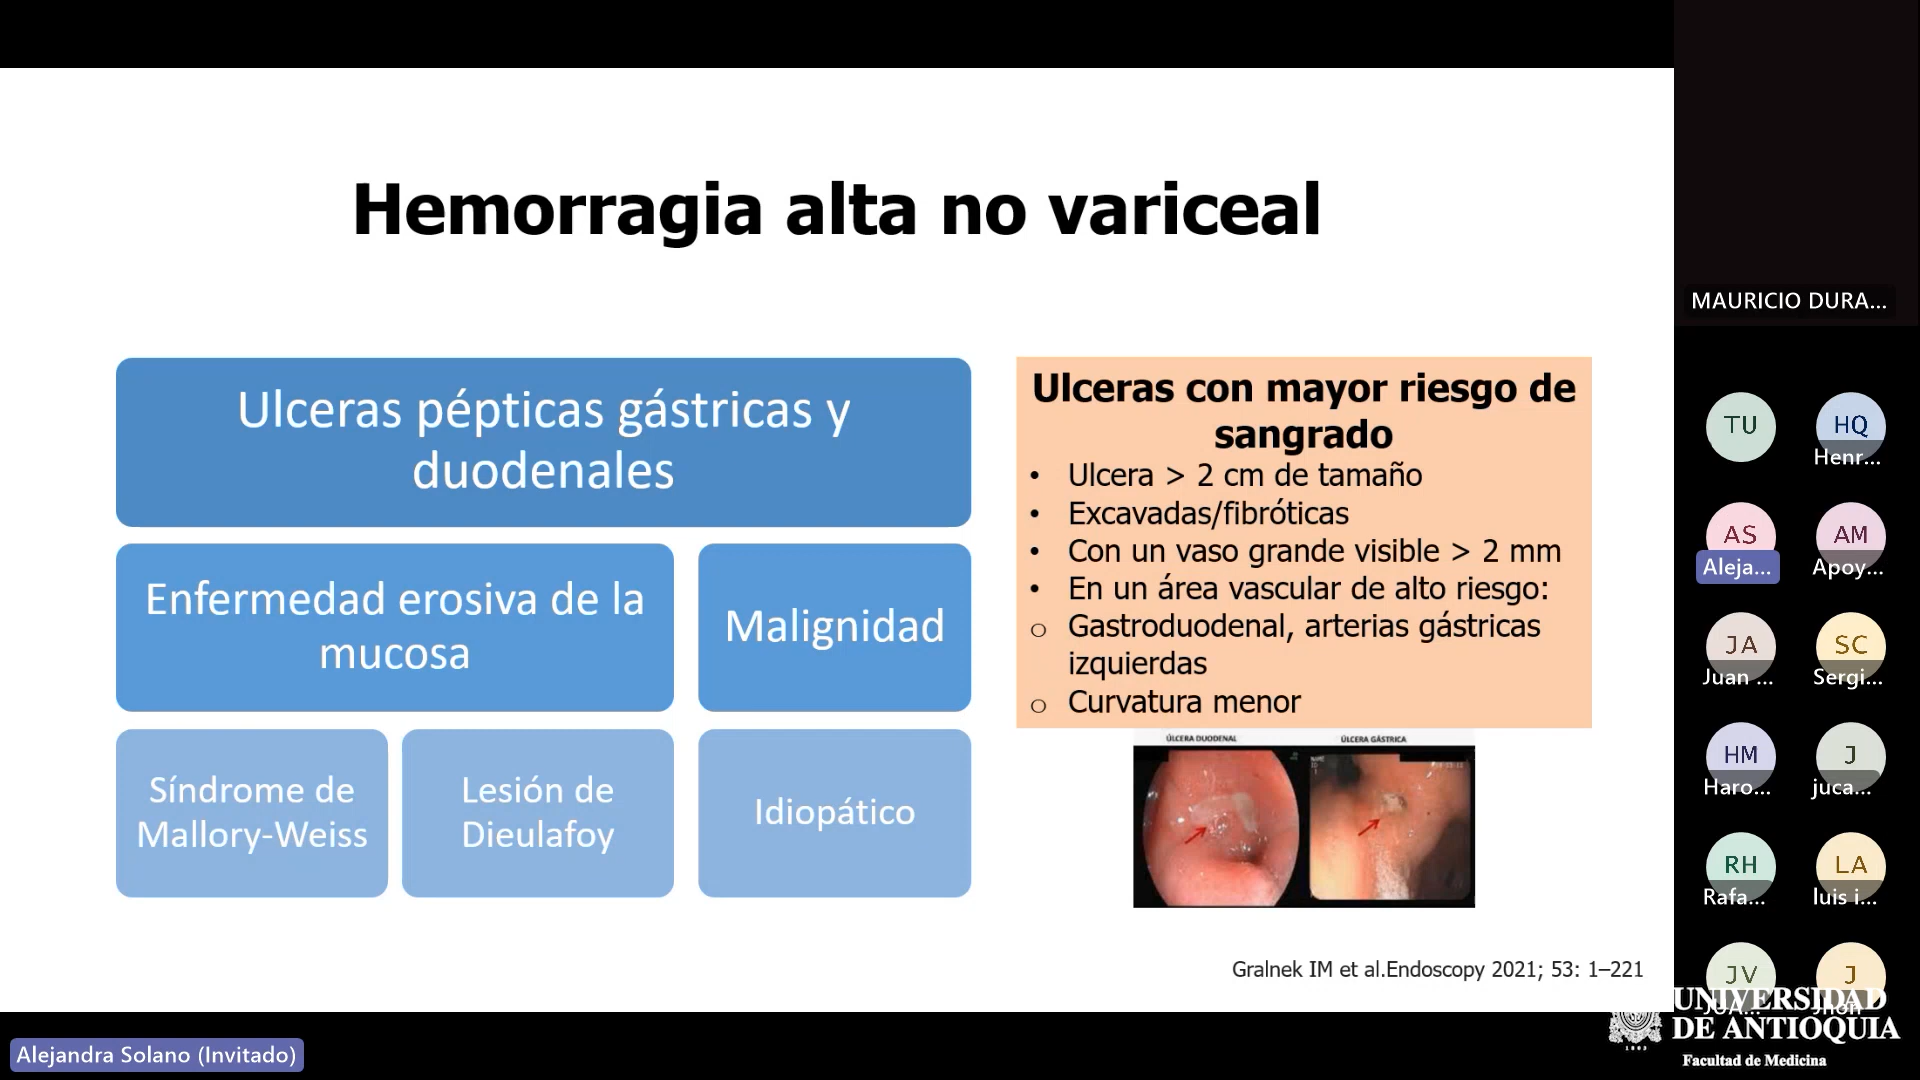 Hemorragia alta no variceal
Ulceras pépticas gástricas y
duodenales
Enfermedad erosiva de la
mucosa
Malignidad
Síndrome de
Mallory-Weiss
Lesión de
Dieulafoy
Idiopático
Ulceras con mayor riesgo de
sangrado
• Ulcera > 2 cm de tamaño
• Excavadas/fibróticas
• Con un vaso grande visible > 2 mm
• En un área vascular de alto riesgo:
o Gastroduodenal, arterias gástricas
izquierdas
o Curvatura menor
ÚLCERA DUODENAL
ÚLCERA GÁSTRICA
Gralnek IM et al.Endoscopy 2021; 53: 1–221
MAURICIO DURA...
TU
HQ
Henr...
AS
Aleja...
AM
Apoy...
JA
Juan ...
SC
Sergi...
HM
Haro...
J
juca...
RH
Rafa...
LA
luis i...
JV
J
UNIVERSIDAD
DE ANTIOQUIA
1803
Facultad de Medicina
Alejandra Solano (Invitado)